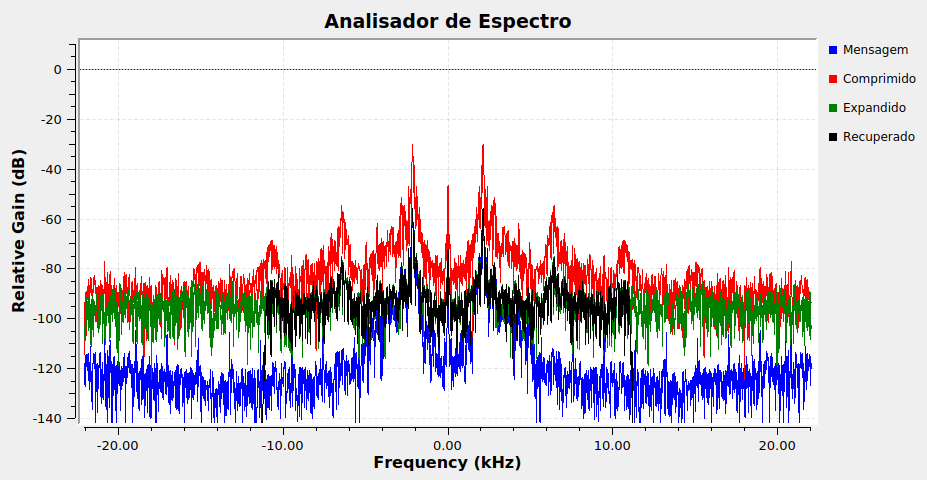 Analisador de Espectro
Mensagem
Comprimido
Expandido
Recuperado
Relative Gain (dB)
0
-20
-40
-60
-80
-100
-120
-140
-20.00
-10.00
0.00
10.00
20.00
Frequency (kHz)